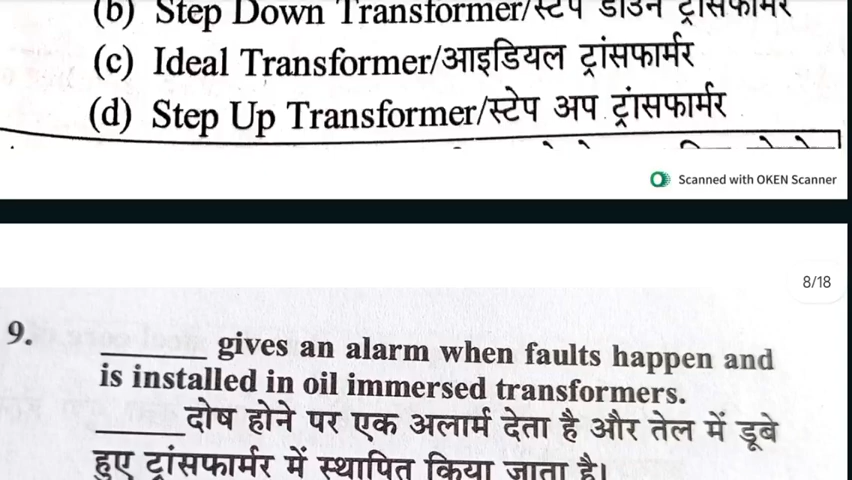 (b) Step Down Transformer/स्टेप डाउन ट्रांसफार्मर
(c) Ideal Transformer/आइडियल ट्रांसफार्मर
(d) Step Up Transformer/स्टेप अप ट्रांसफार्मर
Scanned with OKEN Scanner
8/18
9. ______ gives an alarm when faults happen and
is installed in oil immersed transformers.
______दोष होने पर एक अलार्म देता है और तेल में डूबे
हुए ट्रांसफार्मर में स्थापित किया जाता है।